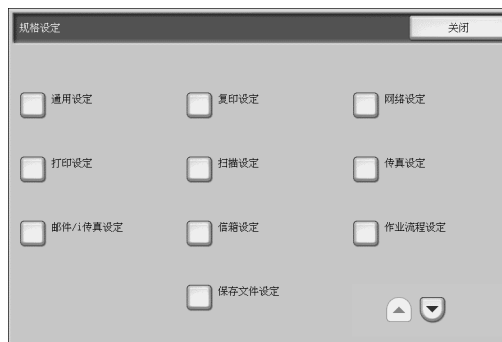 规格设定
关闭
通用设定
复印设定
网络设定
打印设定
扫描设定
传真设定
邮件/i传真设定
信箱设定
作业流程设定
保存文件设定